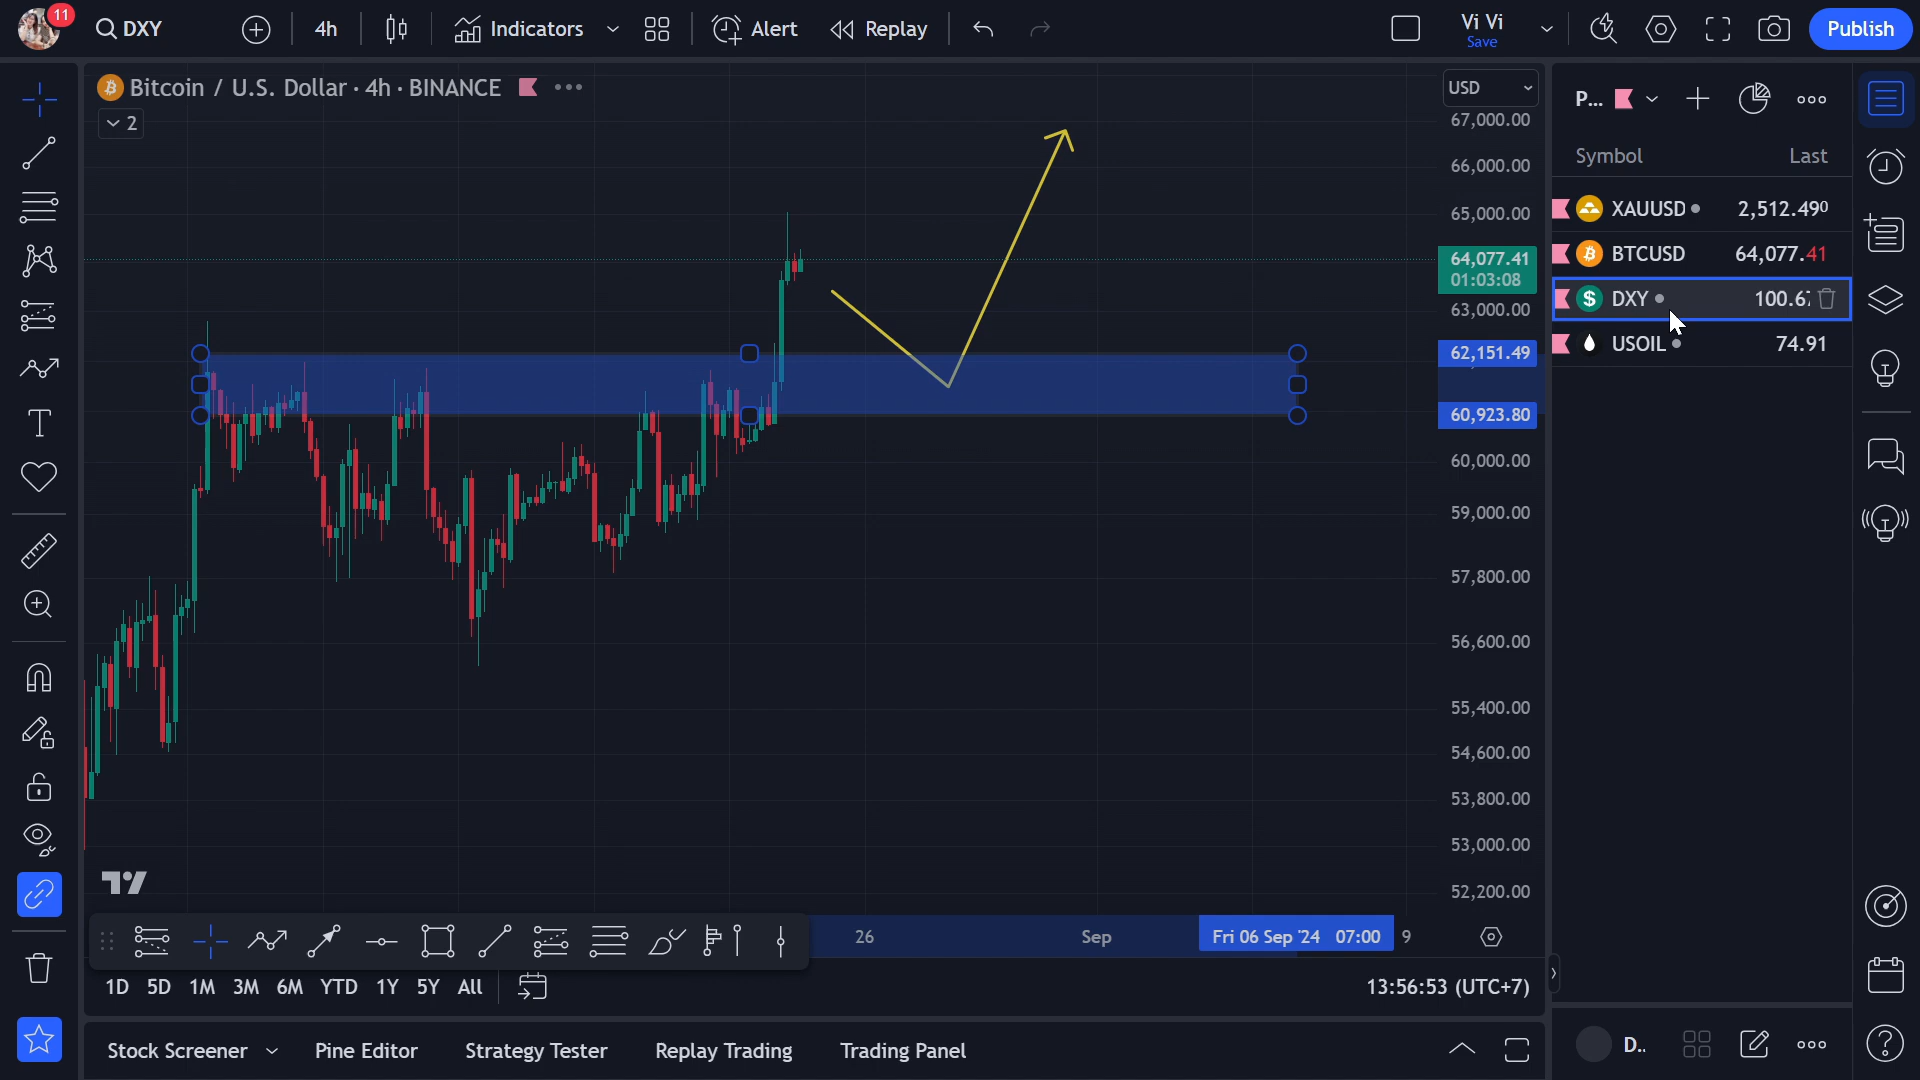 11
DXY
4h
Indicators
Alert
Replay
Vi Vi
Save
Publish
Bitcoin / U.S. Dollar · 4h · BINANCE
2
USD
67,000.00
66,000.00
65,000.00
64,077.41
01:03:08
63,000.00
62,151.49
60,923.80
60,000.00
59,000.00
57,800.00
56,600.00
55,400.00
54,600.00
53,800.00
53,000.00
52,200.00
P...
Symbol Last
XAUUSD 2,512.490
BTCUSD 64,077.41
DXY 100.67
USOIL 74.91
26 Sep Fri 06 Sep '24 07:00 9
1D 5D 1M 3M 6M YTD 1Y 5Y All
13:56:53 (UTC+7)
Stock Screener Pine Editor Strategy Tester Replay Trading Trading Panel
D..